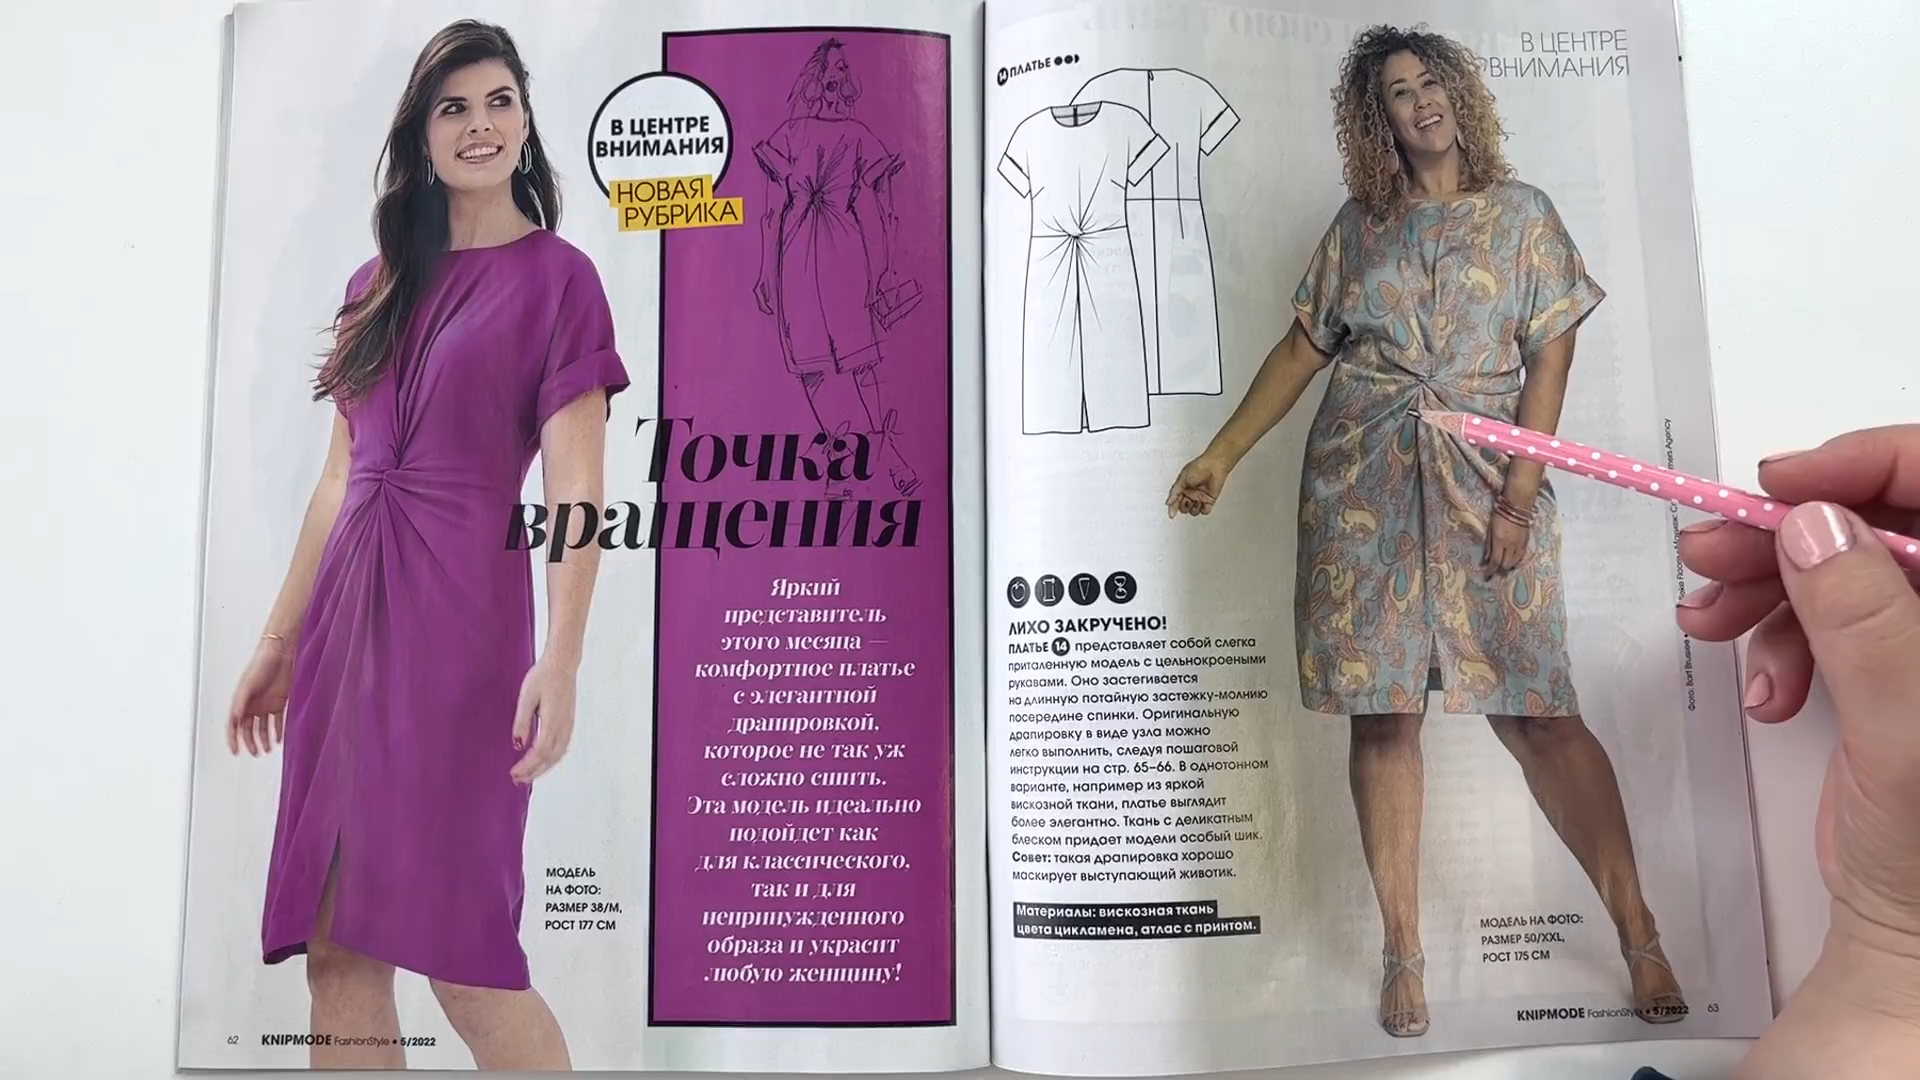 В ЦЕНТРЕ
ВНИМАНИЯ
НОВАЯ
РУБРИКА
Точка
вращения
Яркий
представитель
этого месяца —
комфортное платье
с элегантной
драпировкой,
которое не так уж
сложно сшить.
Эта модель идеально
подойдет как
для классического,
так и для
непринужденного
образа и украсит
любую женщину!
МОДЕЛЬ
НА ФОТО:
РАЗМЕР 38/M,
РОСТ 177 СМ
62 KNIPMODE FashionStyle • 5/2022
14 ПЛАТЬЕ
В ЦЕНТРЕ
ВНИМАНИЯ
ЛИХО ЗАКРУЧЕНО!
ПЛАТЬЕ 14 представляет собой слегка
приталенную модель с цельнокроеными
рукавами. Оно застегивается
на длинную потайную застежку-молнию
посередине спинки. Оригинальную
драпировку в виде узла можно
легко выполнить, следуя пошаговой
инструкции на стр. 65–66. В однотонном
варианте, например из яркой
вискозной ткани, платье выглядит
более элегантно. Ткань с деликатным
блеском придает модели особый шик.
Совет: такая драпировка хорошо
маскирует выступающий животик.
Материалы: вискозная ткань
цвета цикламена, атлас с принтом.
МОДЕЛЬ НА ФОТО:
РАЗМЕР 50/XXL,
РОСТ 175 СМ
Фото: Bart Brussee •
Agency
KNIPMODE FashionStyle • 5/2022 63